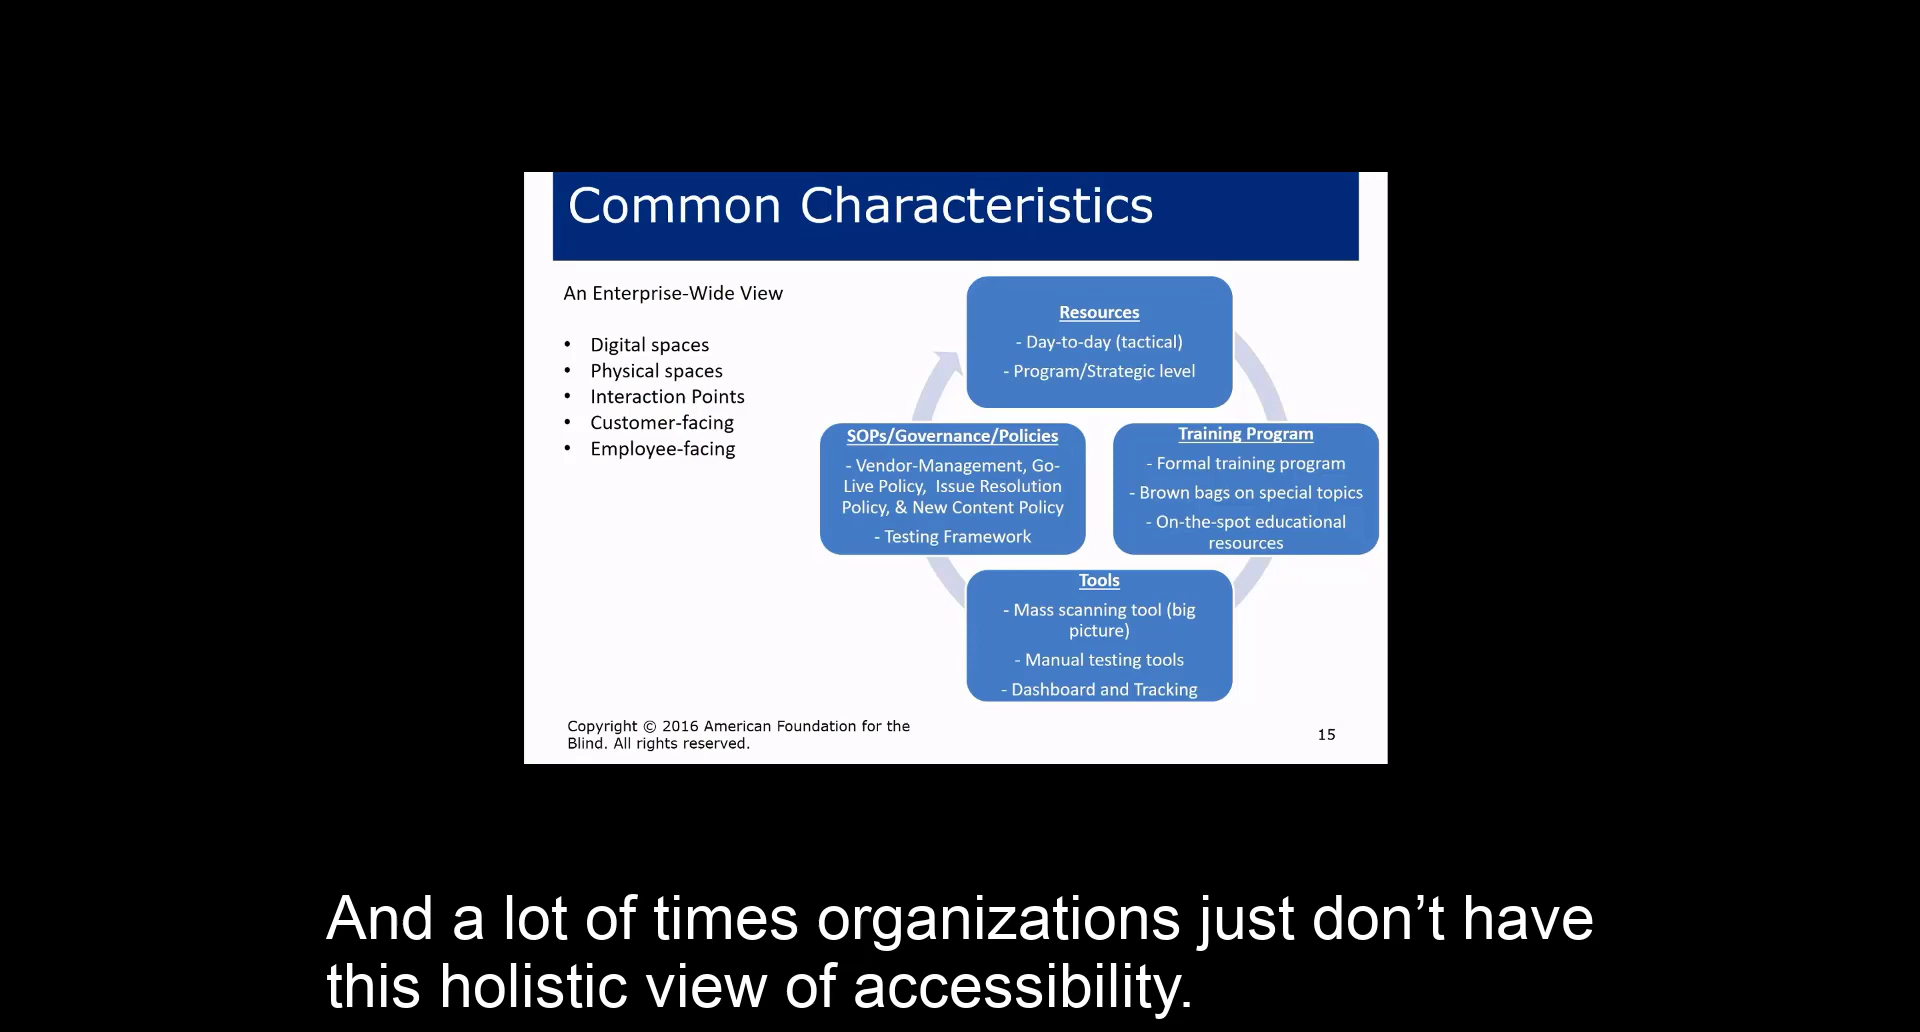 Common Characteristics
An Enterprise-Wide View
• Digital spaces
• Physical spaces
• Interaction Points
• Customer-facing
• Employee-facing
Resources
- Day-to-day (tactical)
- Program/Strategic level
SOPs/Governance/Policies
- Vendor-Management, Go-
Live Policy,  Issue Resolution
Policy, & New Content Policy
- Testing Framework
Training Program
- Formal training program
- Brown bags on special topics
- On-the-spot educational
resources
Tools
- Mass scanning tool (big
picture)
- Manual testing tools
- Dashboard and Tracking
Copyright © 2016 American Foundation for the
Blind. All rights reserved.
15
And a lot of times organizations just don’t have
this holistic view of accessibility.